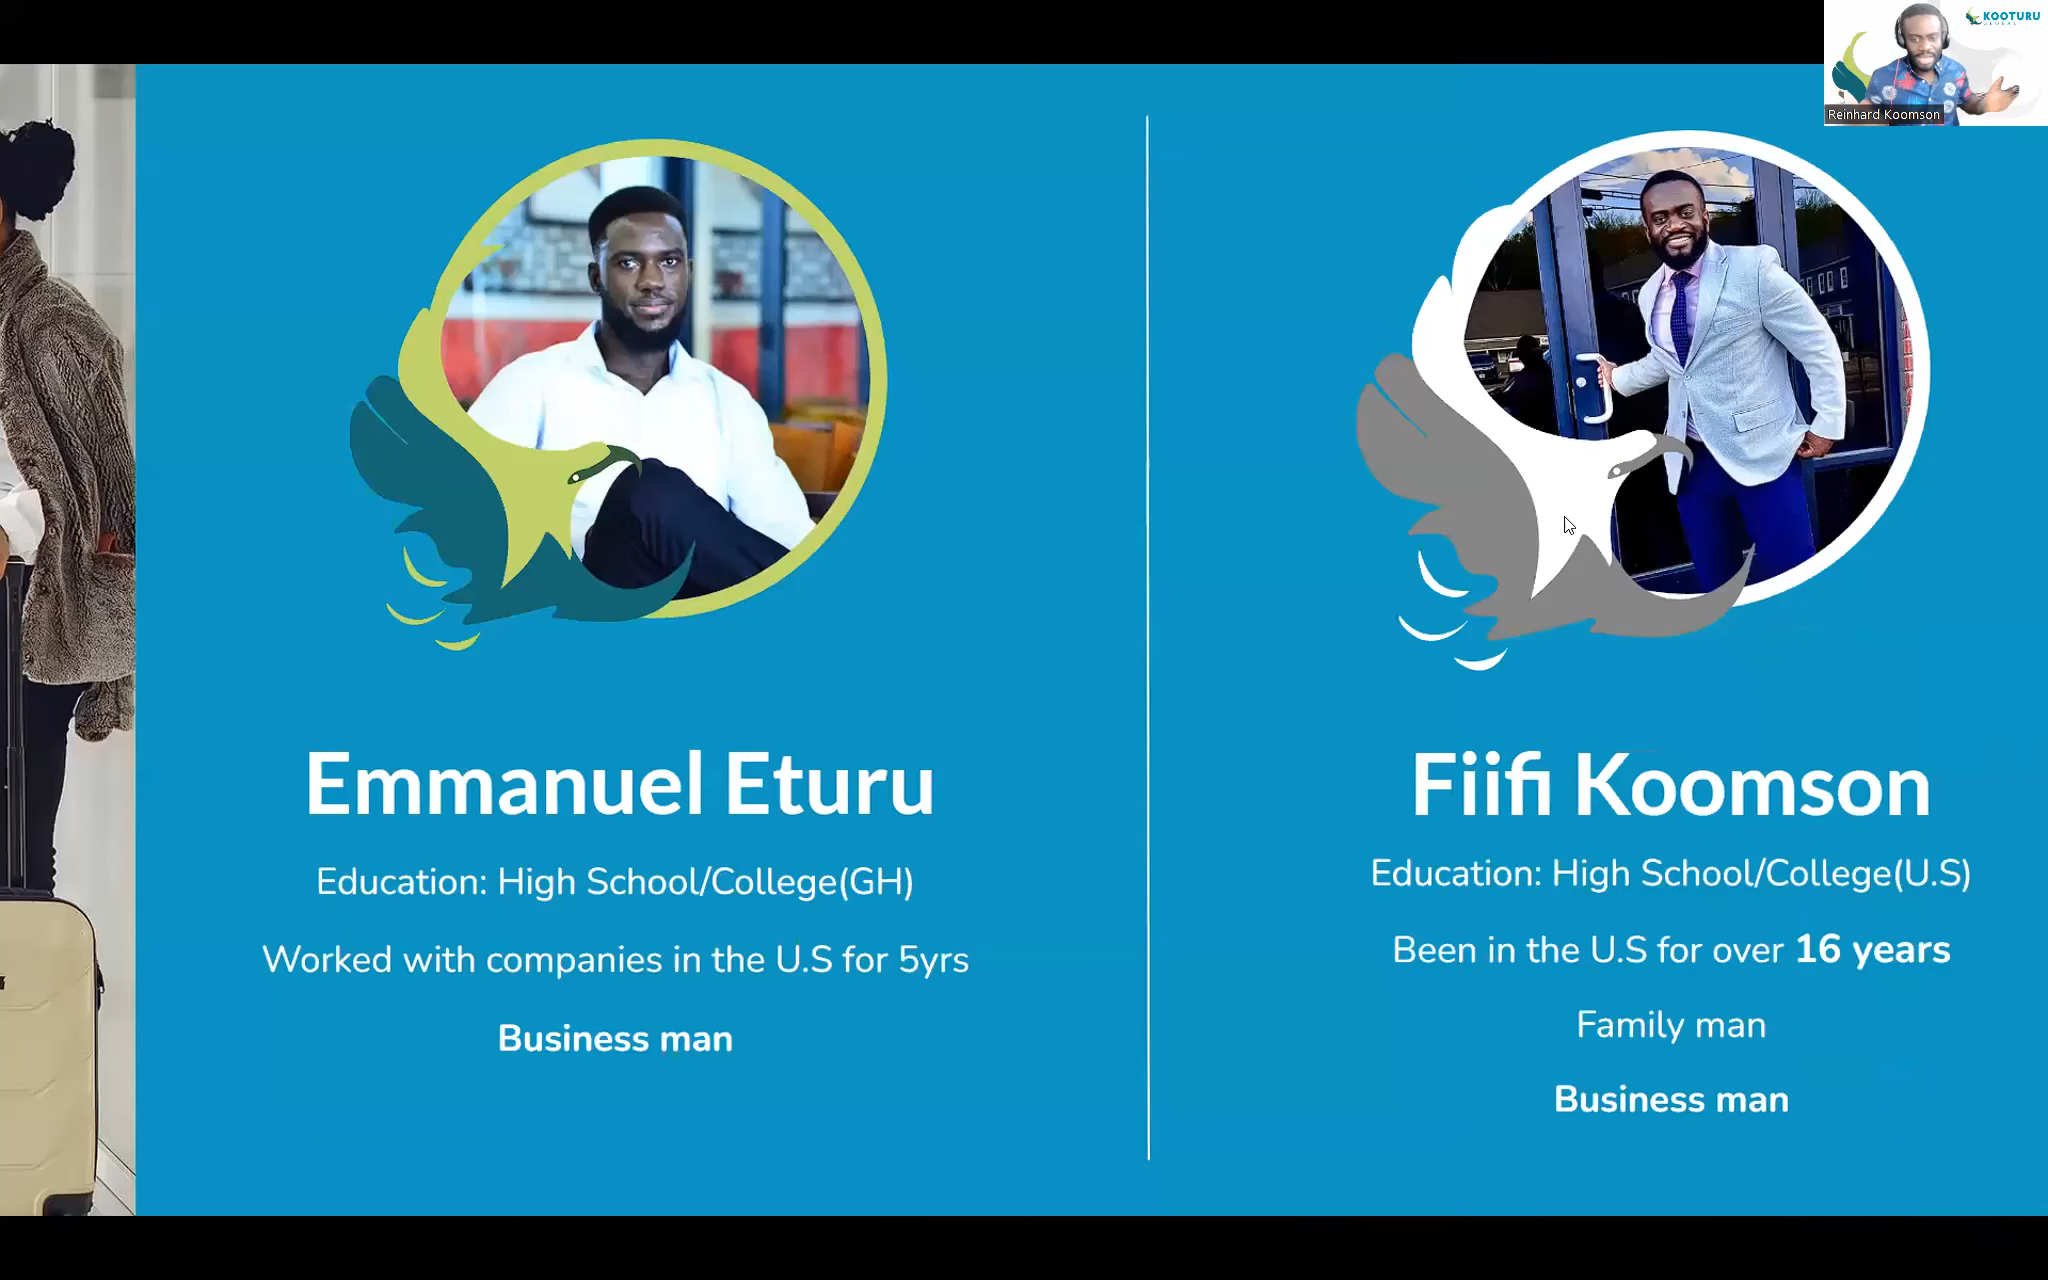 KOOTURU
GLOBAL
Reinhard Koomson
Emmanuel Eturu
Education: High School/College(GH)
Worked with companies in the U.S for 5yrs
Business man
Fiifi Koomson
Education: High School/College(U.S)
Been in the U.S for over 16 years
Family man
Business man